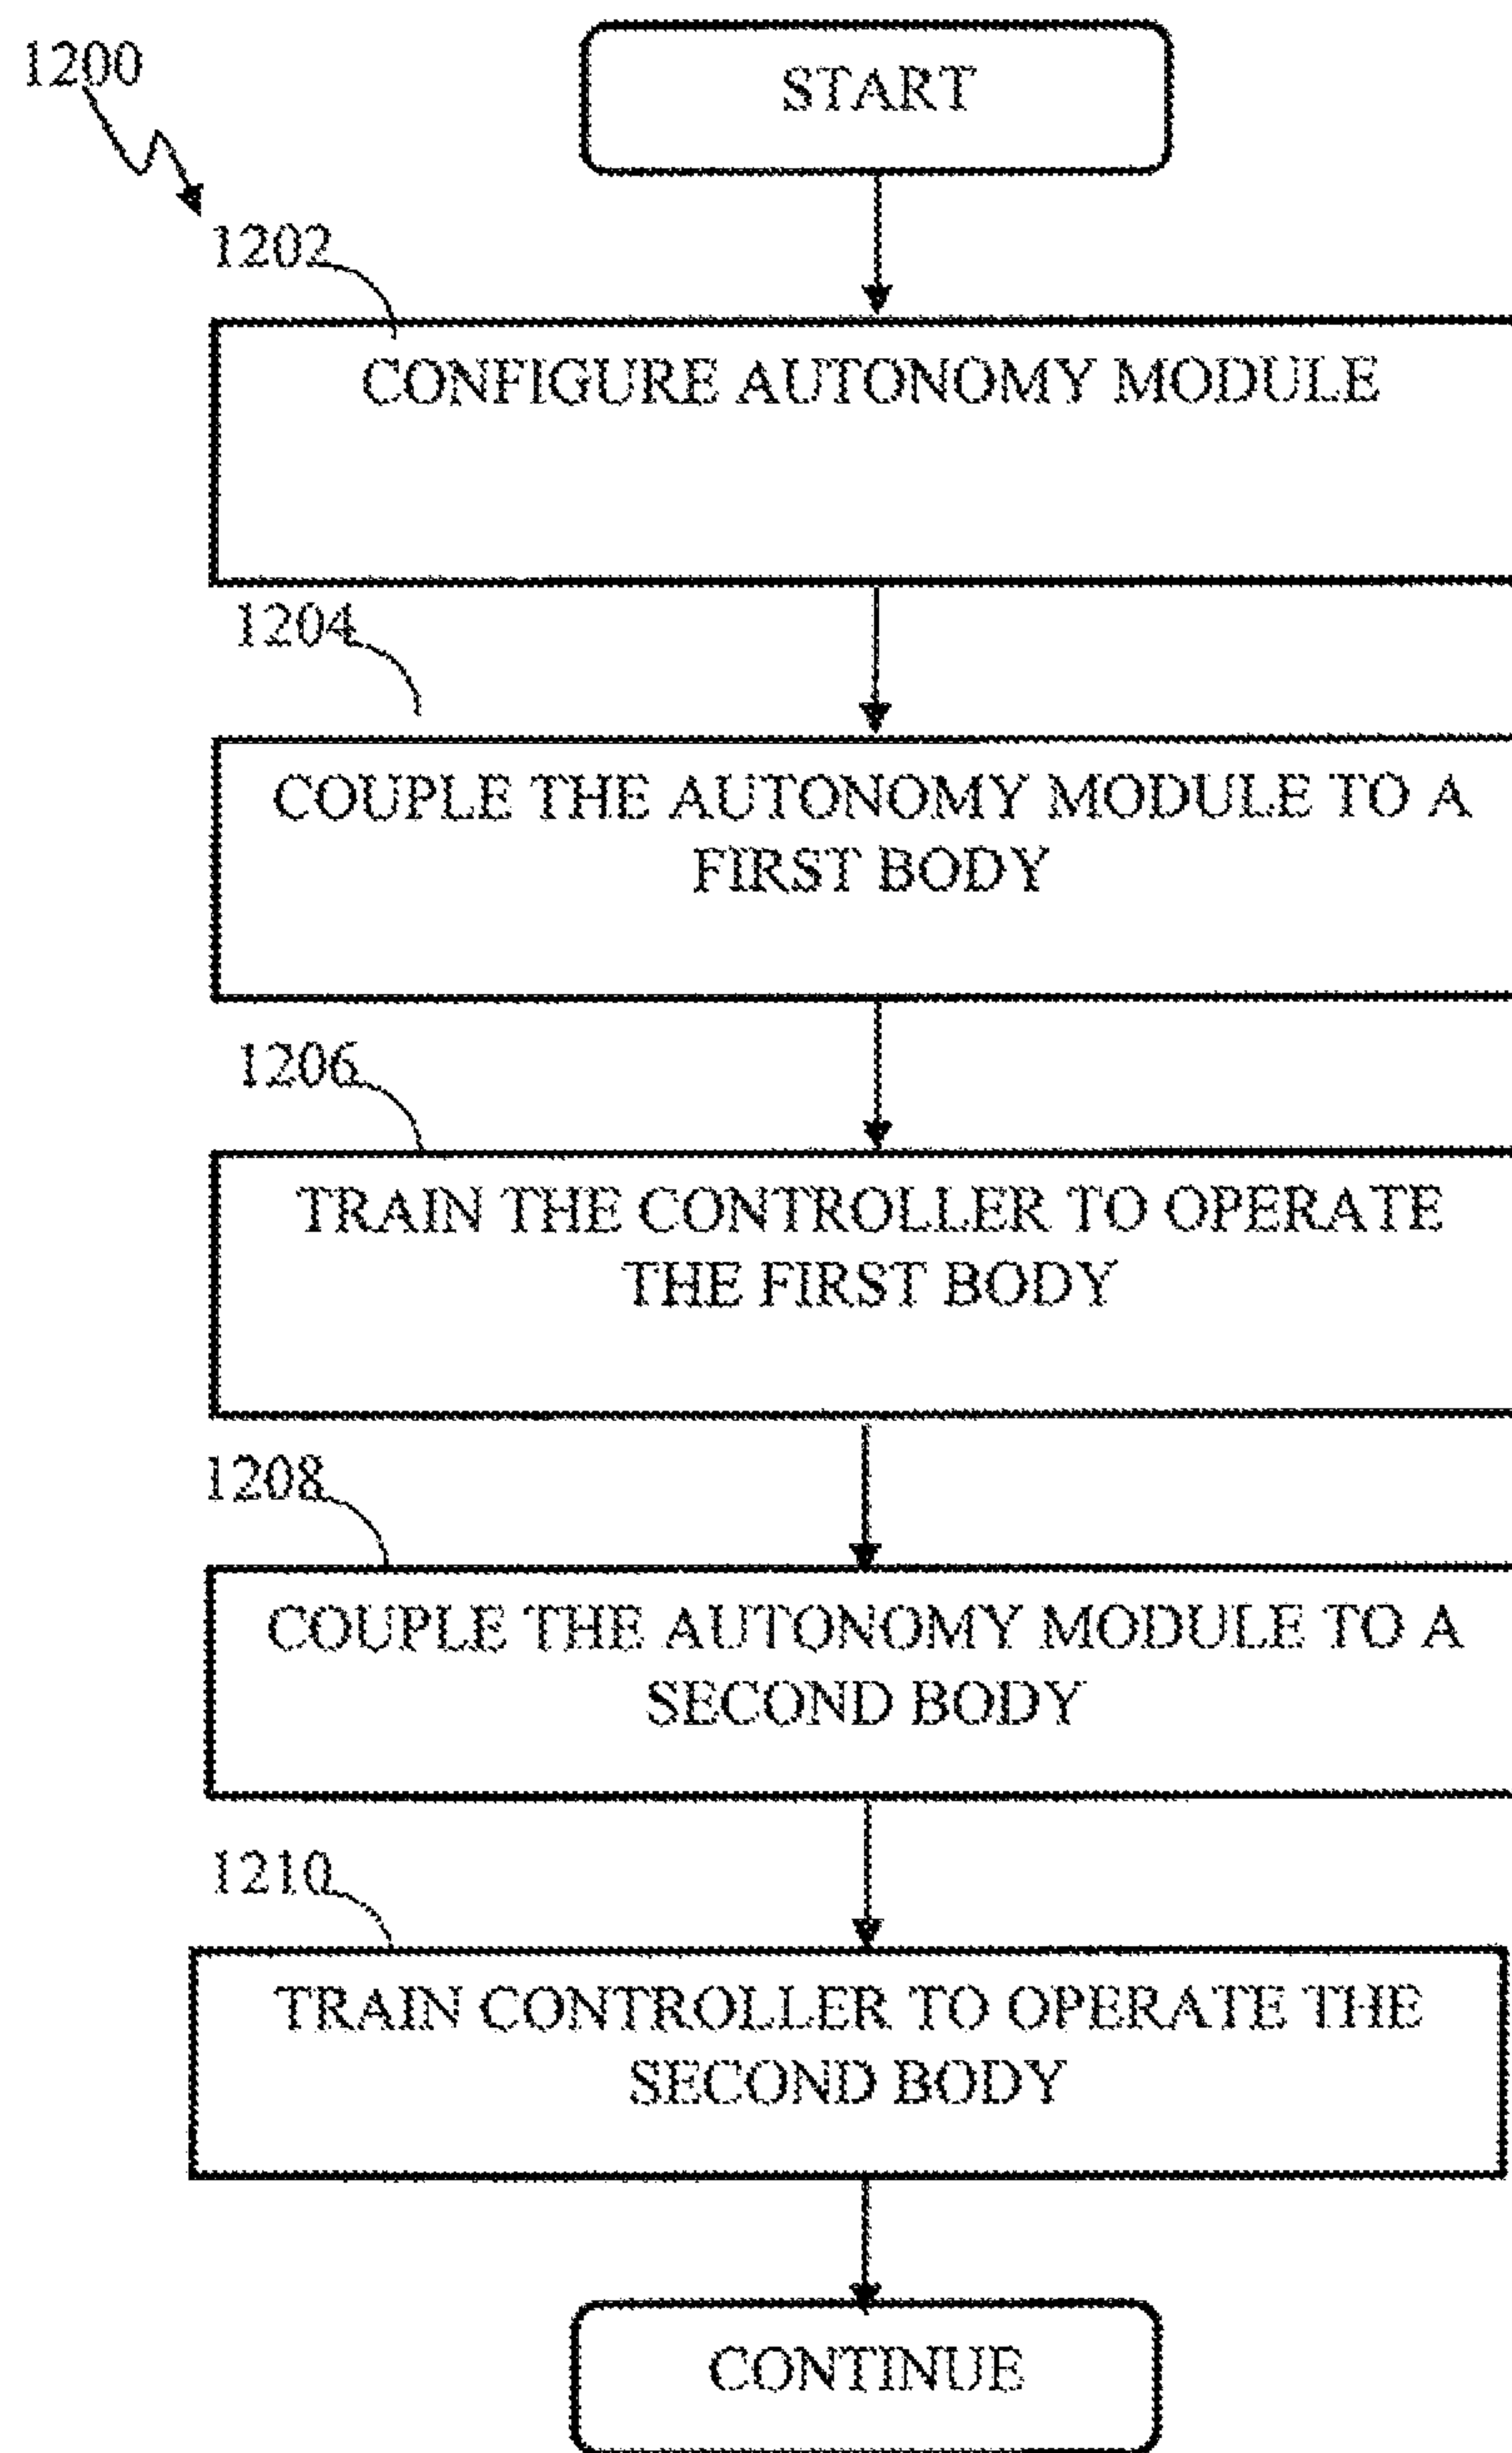 1200
START
1202
CONFIGURE AUTONOMY MODULE
1204
COUPLE THE AUTONOMY MODULE TO A
FIRST BODY
1206
TRAIN THE CONTROLLER TO OPERATE
THE FIRST BODY
1208
COUPLE THE AUTONOMY MODULE TO A
SECOND BODY
1210
TRAIN CONTROLLER TO OPERATE THE
SECOND BODY
CONTINUE